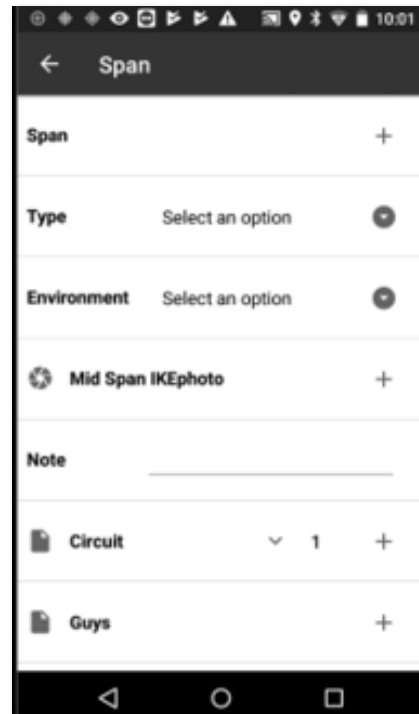 10:01
Span
Span
Type Select an option
Environment Select an option
Mid Span IKEphoto
Note
Circuit 1
Guys